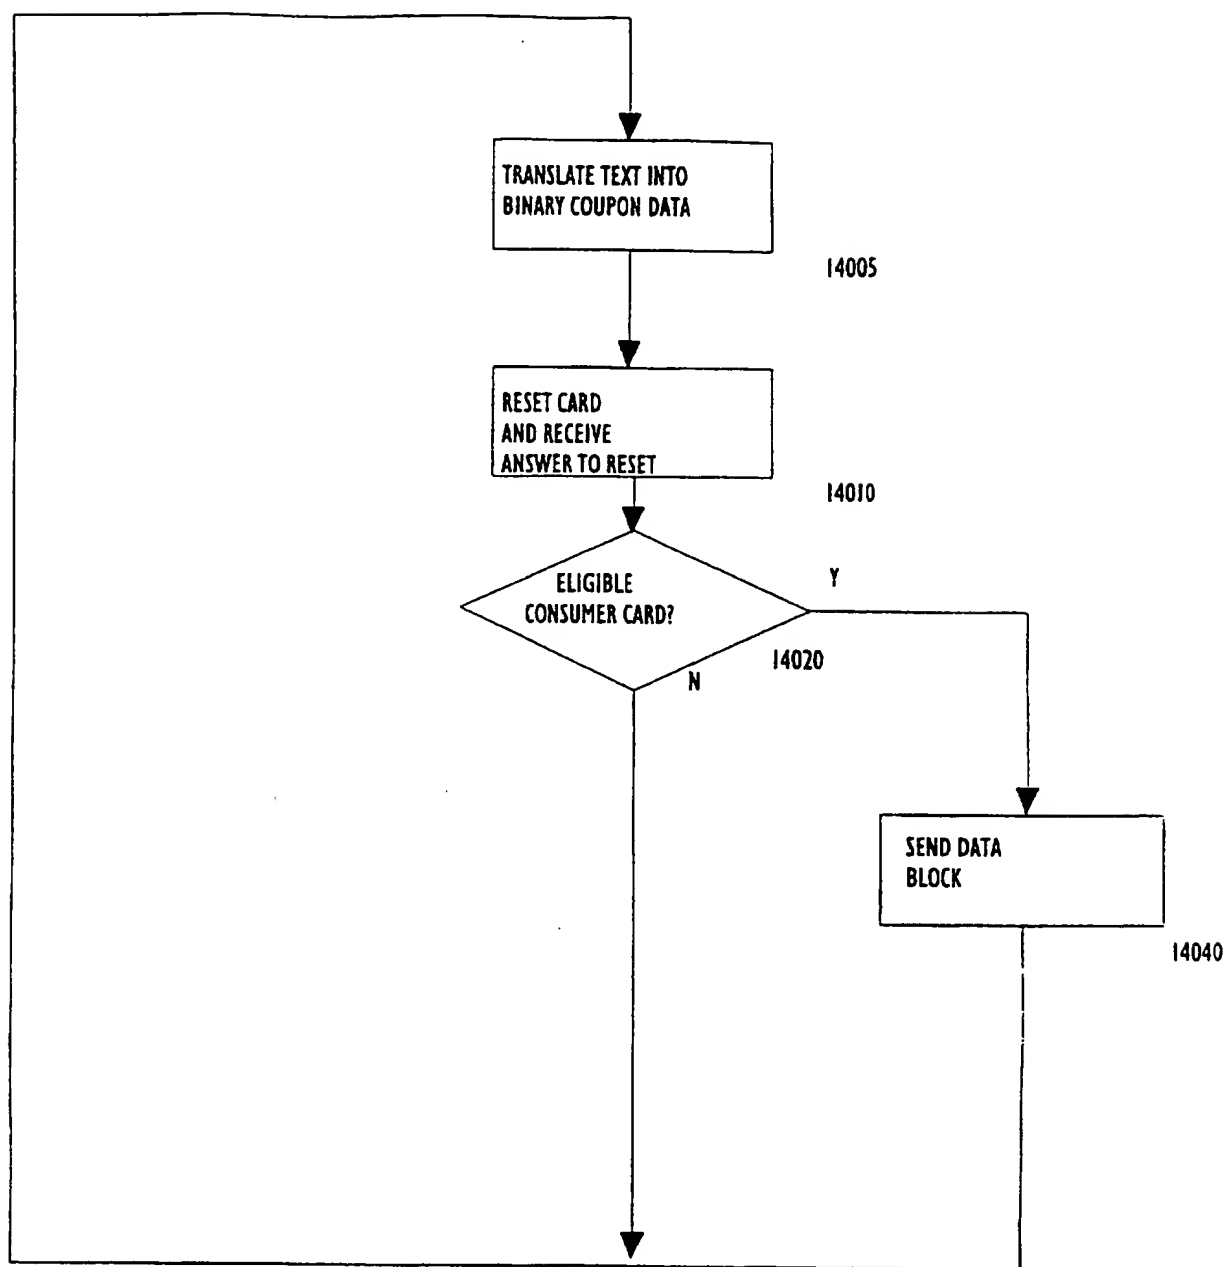 TRANSLATE TEXT INTO
BINARY COUPON DATA
14005
RESET CARD
AND RECEIVE
ANSWER TO RESET
14010
ELIGIBLE
CONSUMER CARD?
Y
14020
N
SEND DATA
BLOCK
14040